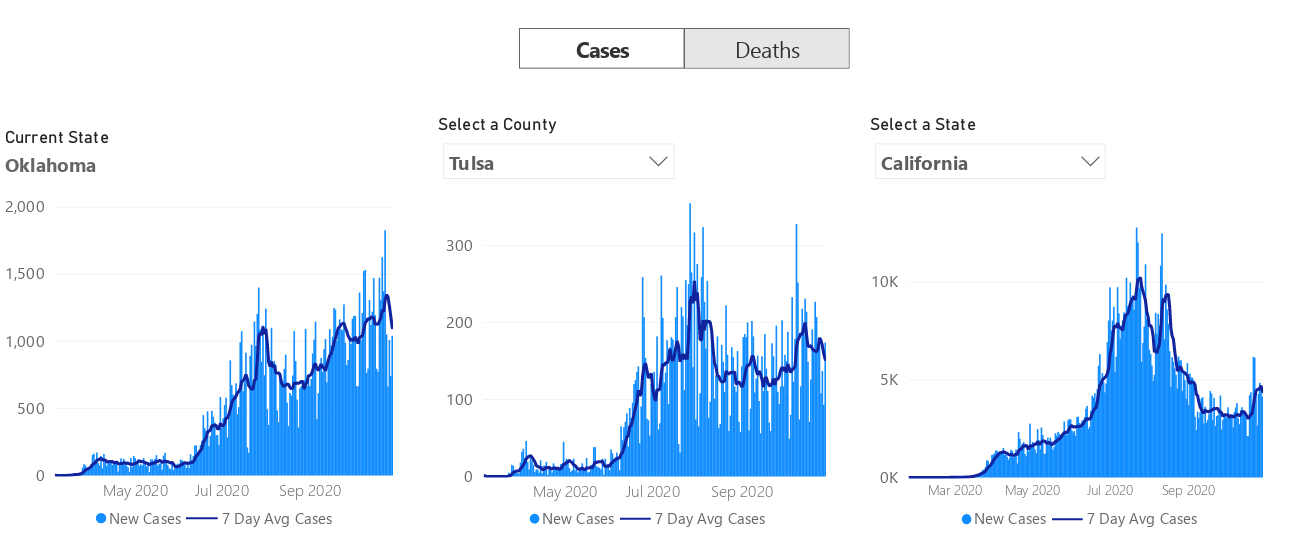 Cases Deaths
Current State
Oklahoma
2,000
1,500
1,000
500
0
May 2020 Jul 2020 Sep 2020
New Cases 7 Day Avg Cases
Select a County
Tulsa
300
200
100
0
May 2020 Jul 2020 Sep 2020
New Cases 7 Day Avg Cases
Select a State
California
10K
5K
0K
Mar 2020 May 2020 Jul 2020 Sep 2020
New Cases 7 Day Avg Cases